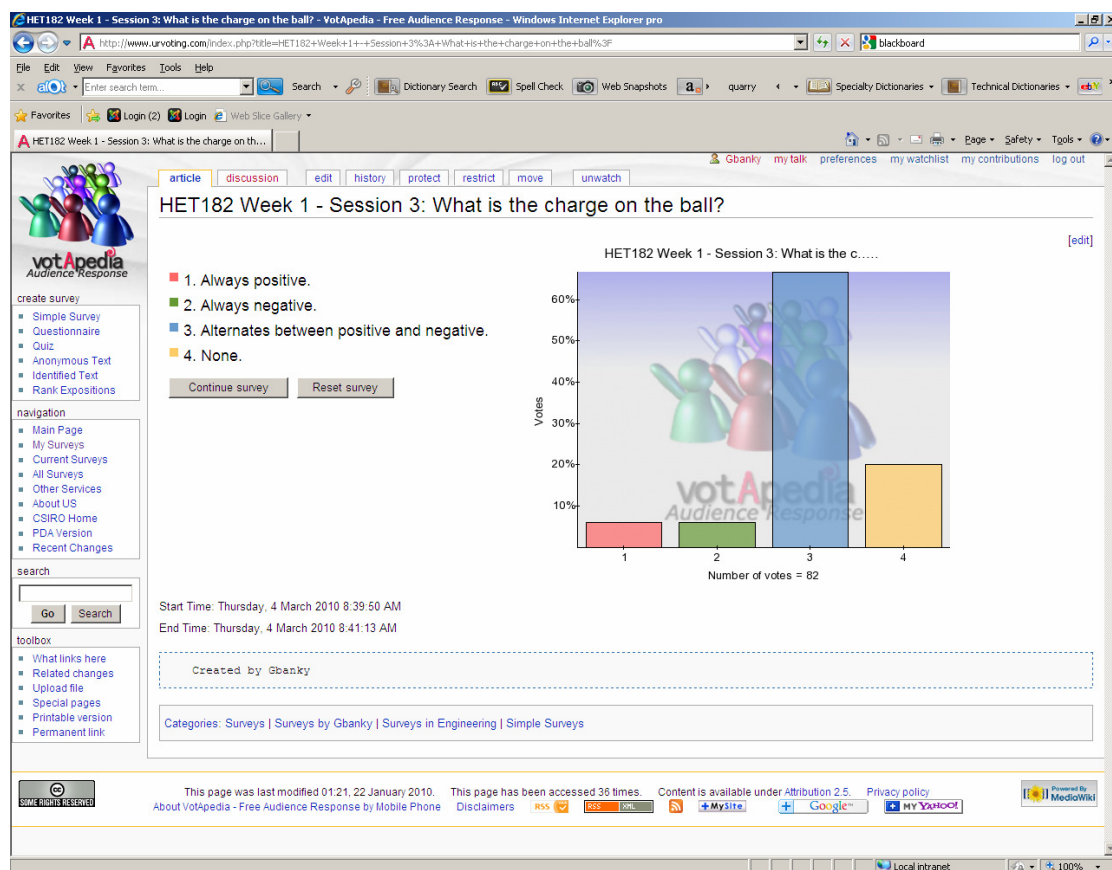 HET182 Week 1 - Session 3: What is the charge on the ball? - VotApedia - Free Audience Response - Windows Internet Explorer pro
http://www.urvoting.com/index.php?title=HET182+Week+1+-+Session+3%3A+What+is+the+charge+on+the+ball%3F
blackboard
File Edit View Favorites Tools Help
Enter search term... Search Dictionary Search Spell Check Web Snapshots quarry Specialty Dictionaries Technical Dictionaries
Favorites Login (2) Login Web Slice Gallery
HET182 Week 1 - Session 3: What is the charge on th... Page Safety Tools
Gbanky my talk preferences my watchlist my contributions log out
article discussion edit history protect restrict move unwatch
HET182 Week 1 - Session 3: What is the charge on the ball?
[edit]
votApedia
Audience Response
create survey
Simple Survey
Questionnaire
Quiz
Anonymous Text
Identified Text
Rank Expositions
navigation
Main Page
My Surveys
Current Surveys
All Surveys
Other Services
About US
CSIRO Home
PDA Version
Recent Changes
search
Go Search
toolbox
What links here
Related changes
Upload file
Special pages
Printable version
Permanent link
1. Always positive.
2. Always negative.
3. Alternates between positive and negative.
4. None.
Continue survey Reset survey
HET182 Week 1 - Session 3: What is the c.....
60%
50%
40%
30%
20%
10%
Votes
votApedia
Audience Response
1 2 3 4
Number of votes = 82
Start Time: Thursday, 4 March 2010 8:39:50 AM
End Time: Thursday, 4 March 2010 8:41:13 AM
Created by Gbanky
Categories: Surveys | Surveys by Gbanky | Surveys in Engineering | Simple Surveys
SOME RIGHTS RESERVED
This page was last modified 01:21, 22 January 2010. This page has been accessed 36 times. Content is available under Attribution 2.5. Privacy policy
About VotApedia - Free Audience Response by Mobile Phone Disclaimers RSS RSS XML +MySite + Google + MY YAHOO!
Powered By
MediaWiki
Local intranet 100%